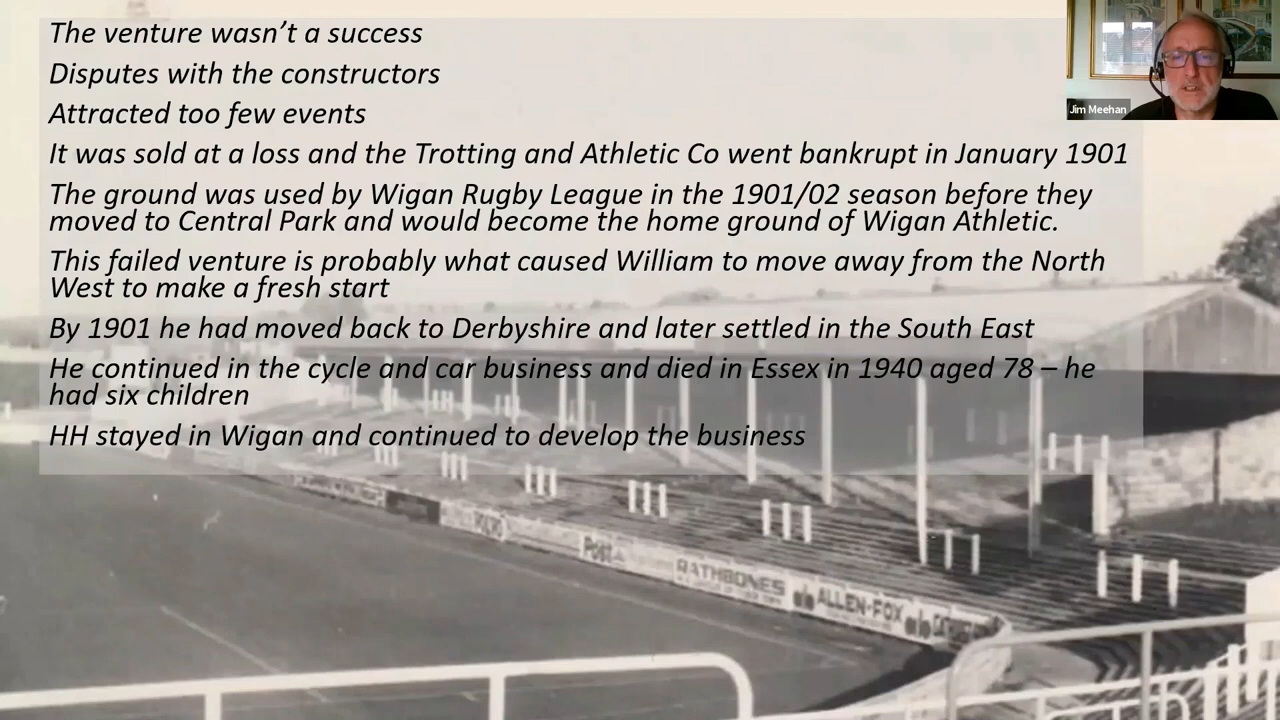 The venture wasn’t a success
Disputes with the constructors
Attracted too few events
It was sold at a loss and the Trotting and Athletic Co went bankrupt in January 1901
The ground was used by Wigan Rugby League in the 1901/02 season before they
moved to Central Park and would become the home ground of Wigan Athletic.
This failed venture is probably what caused William to move away from the North
West to make a fresh start
By 1901 he had moved back to Derbyshire and later settled in the South East
He continued in the cycle and car business and died in Essex in 1940 aged 78 – he
had six children
HH stayed in Wigan and continued to develop the business
Jim Meehan
Post
RATHBONES
ALLEN-FOX